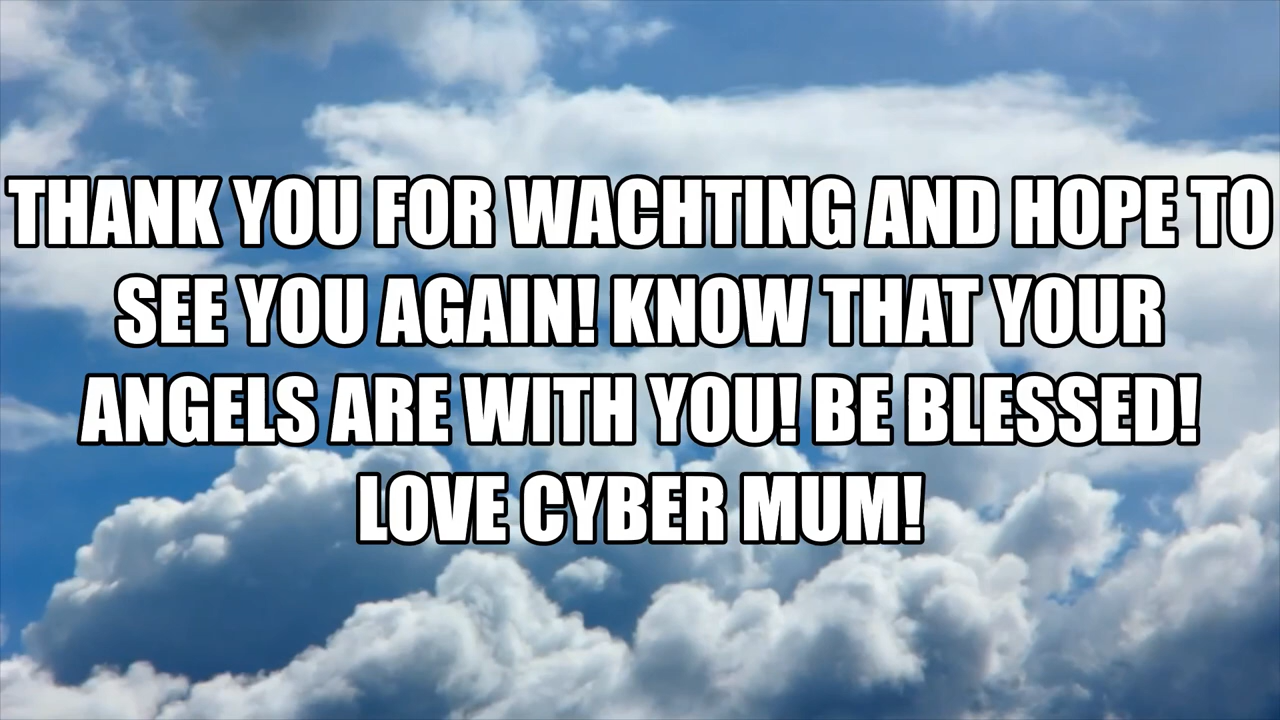 THANK YOU FOR WACHTING AND HOPE TO
SEE YOU AGAIN! KNOW THAT YOUR
ANGELS ARE WITH YOU! BE BLESSED!
LOVE CYBER MUM!